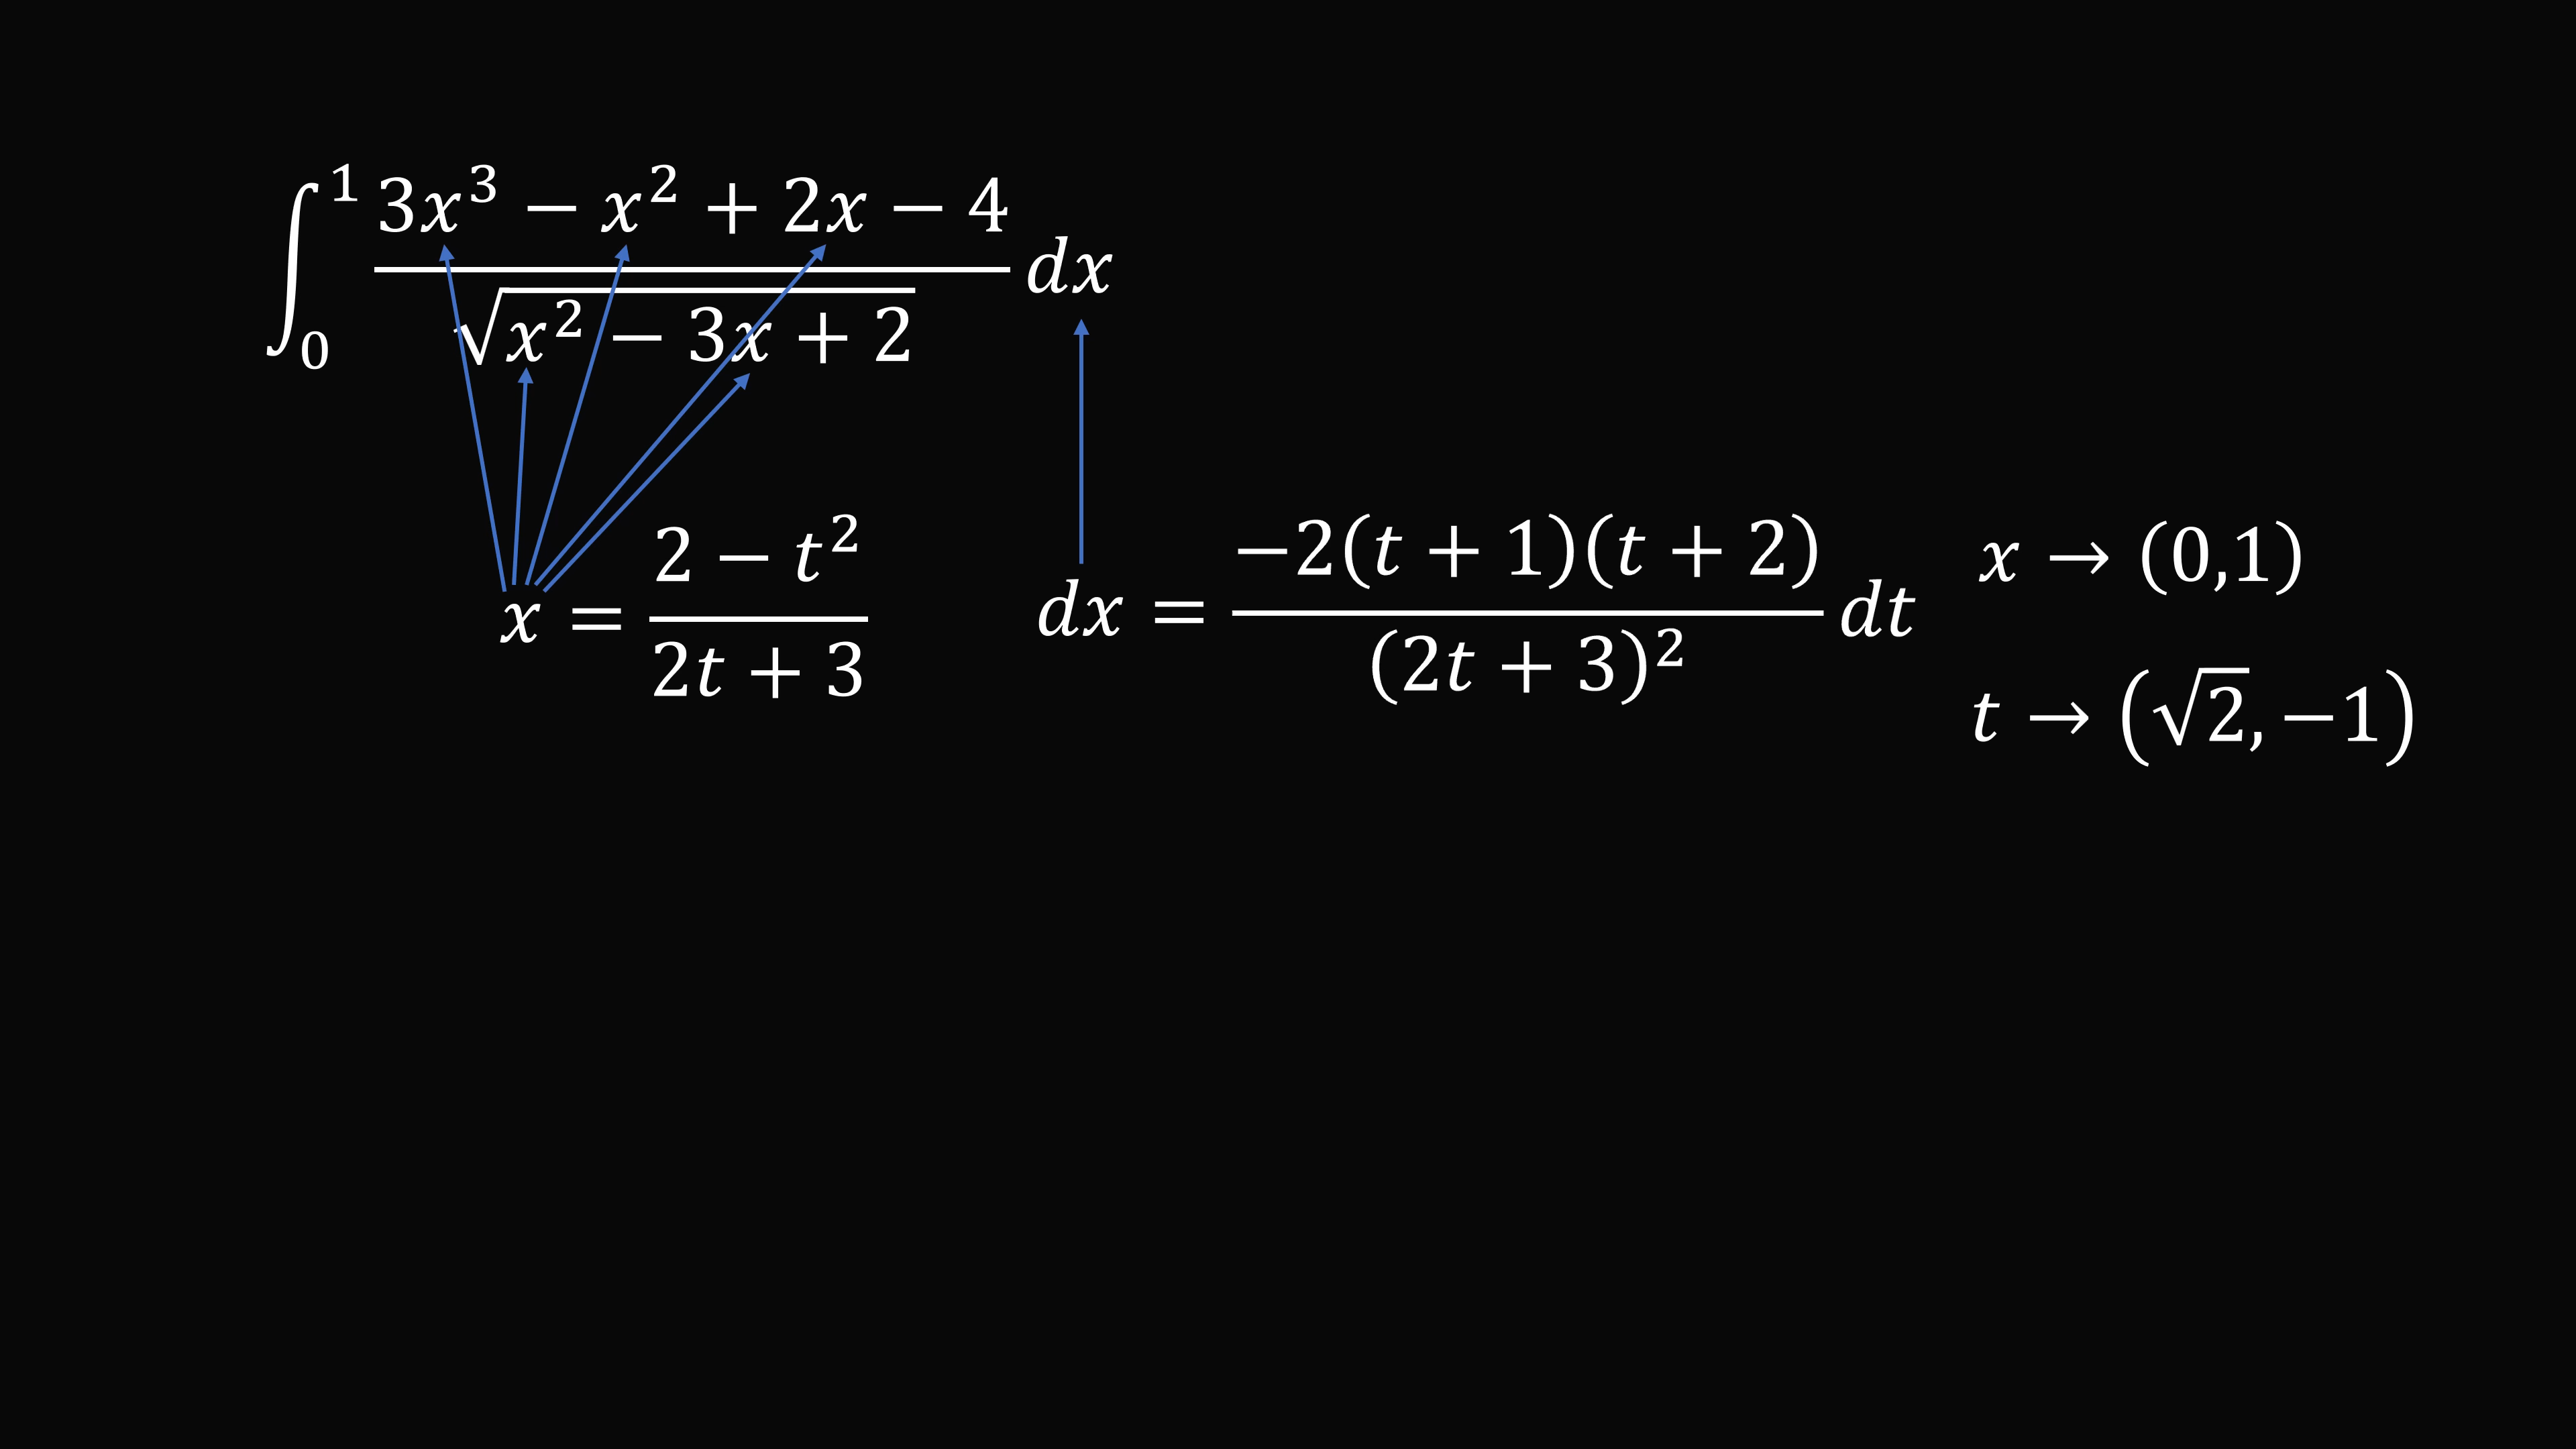 ∫₀¹ (3x³ − x² + 2x − 4) / √(x² − 3x + 2) dx
x = (2 − t²) / (2t + 3)
dx = −2(t + 1)(t + 2) / (2t + 3)² dt
x → (0,1)
t → (√2, −1)